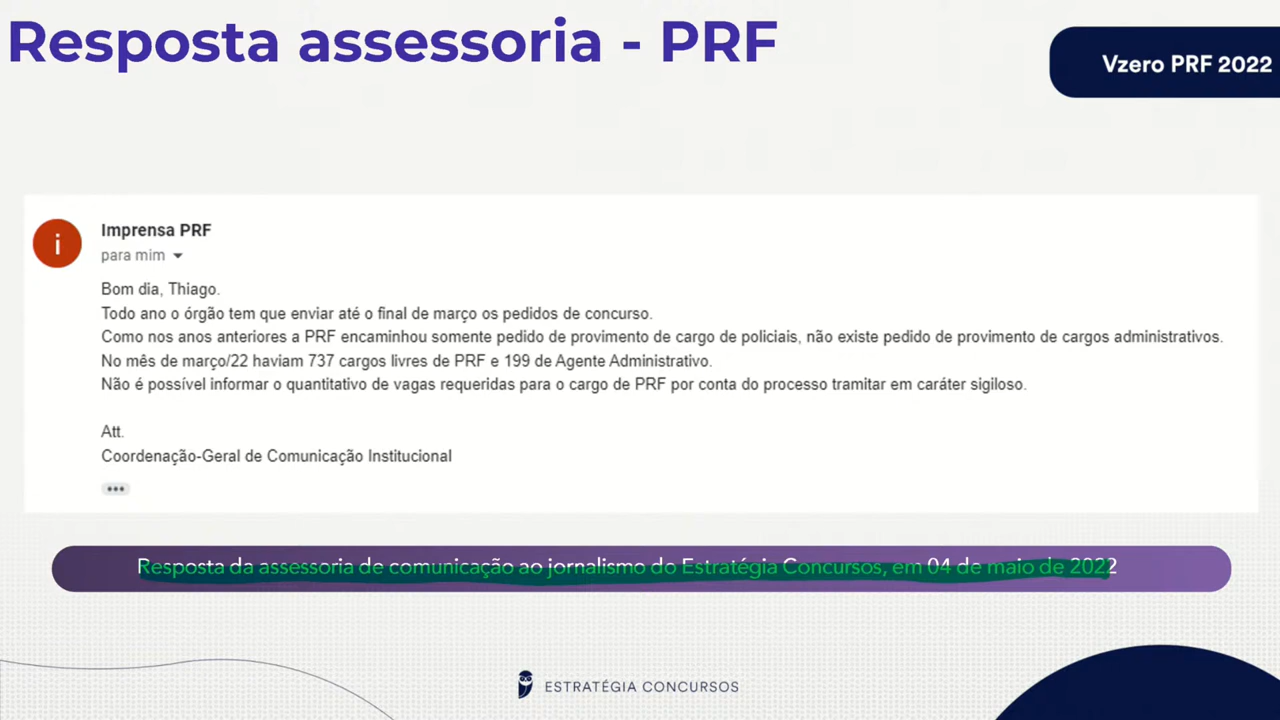 Resposta assessoria - PRF
Vzero PRF 2022
i
Imprensa PRF
para mim
Bom dia, Thiago.
Todo ano o órgão tem que enviar até o final de março os pedidos de concurso.
Como nos anos anteriores a PRF encaminhou somente pedido de provimento de cargo de policiais, não existe pedido de provimento de cargos administrativos.
No mês de março/22 haviam 737 cargos livres de PRF e 199 de Agente Administrativo.
Não é possível informar o quantitativo de vagas requeridas para o cargo de PRF por conta do processo tramitar em caráter sigiloso.
Att.
Coordenação-Geral de Comunicação Institucional
•••
Resposta da assessoria de comunicação ao jornalismo do Estratégia Concursos, em 04 de maio de 2022
ESTRATÉGIA CONCURSOS